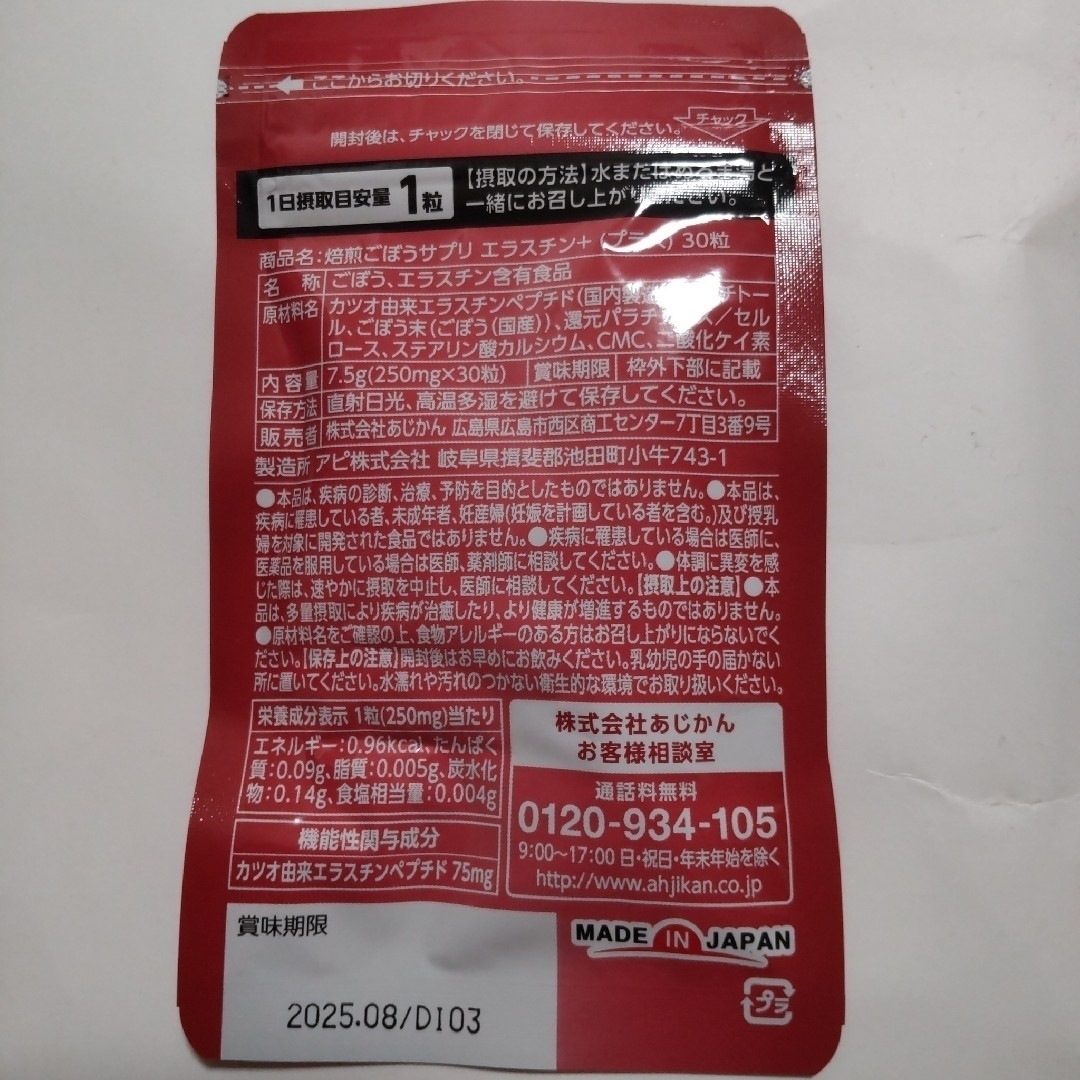 ここからお切りください。
開封後は、チャックを閉じて保存してください。
チャック
1日摂取目安量 1粒
【摂取の方法】水または
一緒にお召し上がりください。
商品名:焙煎ごぼうサプリ エラスチン+(プラス) 30粒
名 称 ごぼう、エラスチン含有食品
原材料名 カツオ由来エラスチンペプチド(国内製造)、
ル、ごぼう末(ごぼう(国産))、還元パラチノース/セル
ロース、ステアリン酸カルシウム、CMC、二酸化ケイ素
内容量 7.5g(250mg×30粒) 賞味期限 枠外下部に記載
保存方法 直射日光、高温多湿を避けて保存してください。
販売者 株式会社あじかん 広島県広島市西区商工センター7丁目3番9号
製造所 アピ株式会社 岐阜県揖斐郡池田町小牛743-1
●本品は、疾病の診断、治療、予防を目的としたものではありません。●本品は、
疾病に罹患している者、未成年者、妊産婦(妊娠を計画している者を含む。)及び授乳
婦を対象に開発された食品ではありません。●疾病に罹患している場合は医師に、
医薬品を服用している場合は医師、薬剤師に相談してください。●体調に異変を感
じた際は、速やかに摂取を中止し、医師に相談してください。【摂取上の注意】●本
品は、多量摂取により疾病が治癒したり、より健康が増進するものではありません。
●原材料名をご確認の上、食物アレルギーのある方はお召し上がりにならないでく
ださい。【保存上の注意】開封後はお早めにお飲みください。乳幼児の手の届かない
所に置いてください。水濡れや汚れのつかない衛生的な環境でお取り扱いください。
栄養成分表示 1粒(250mg)当たり
エネルギー:0.96kcal、たんぱく
質:0.09g、脂質:0.005g、炭水化
物:0.14g、食塩相当量:0.004g
機能性関与成分
カツオ由来エラスチンペプチド 75mg
株式会社あじかん
お客様相談室
通話料無料
0120-934-105
9:00〜17:00 日・祝日・年末年始を除く
http://www.ahjikan.co.jp
賞味期限
2025.08/DI03
MADE IN JAPAN
プラ